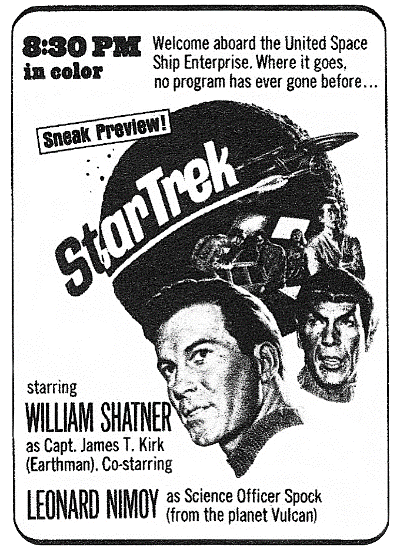 8:30 PM
in color
Welcome aboard the United Space
Ship Enterprise. Where it goes,
no program has ever gone before...
Sneak Preview!
Star Trek
starring
WILLIAM SHATNER
as Capt. James T. Kirk
(Earthman). Co-starring
LEONARD NIMOY as Science Officer Spock
(from the planet Vulcan)